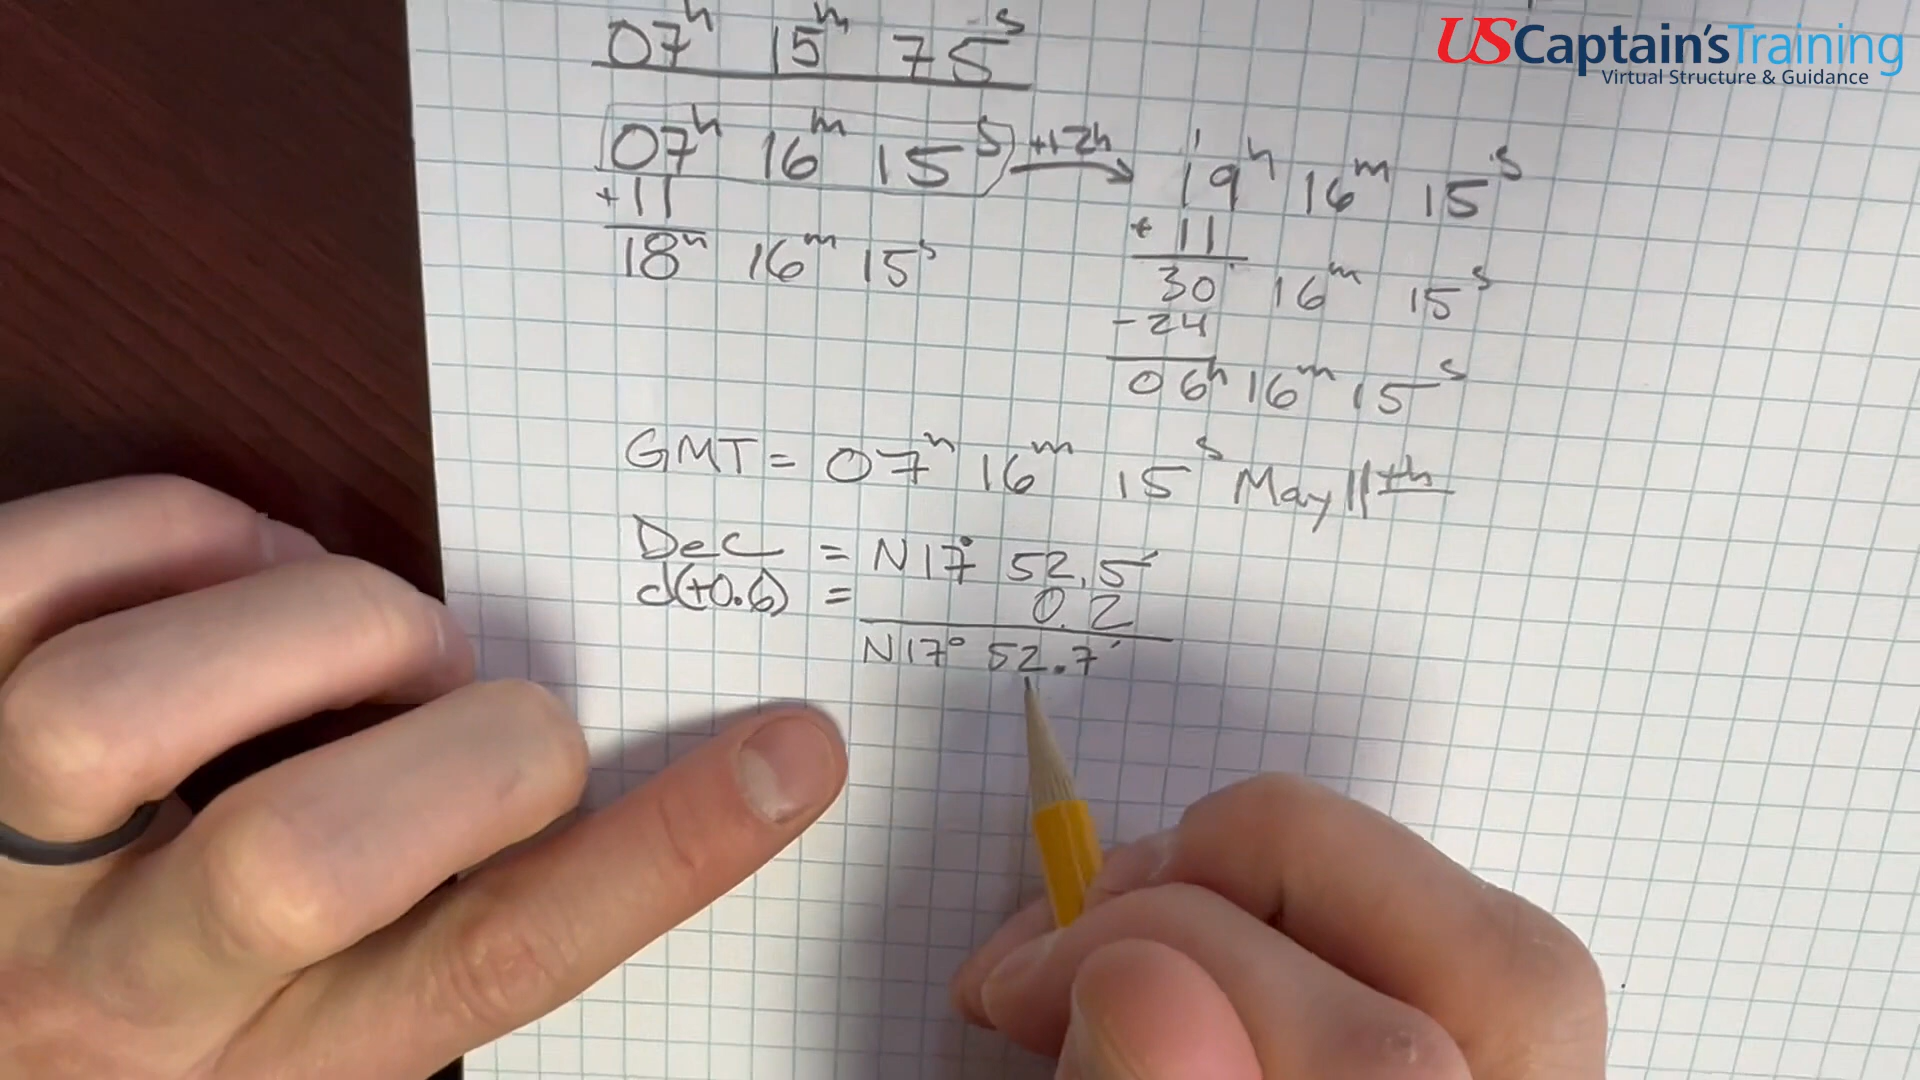 USCaptain'sTraining
Virtual Structure & Guidance
07h 15m 75s
07h 16m 15s +12h 19h 16m 15s
+11
18h 16m 15s
1
+ 11
30 16m 15s
-24
06h 16m 15s
GMT = 07h 16m 15s May 11th
Dec = N17° 52.5'
d(+0.6) = 0.2
N17° 52.7'